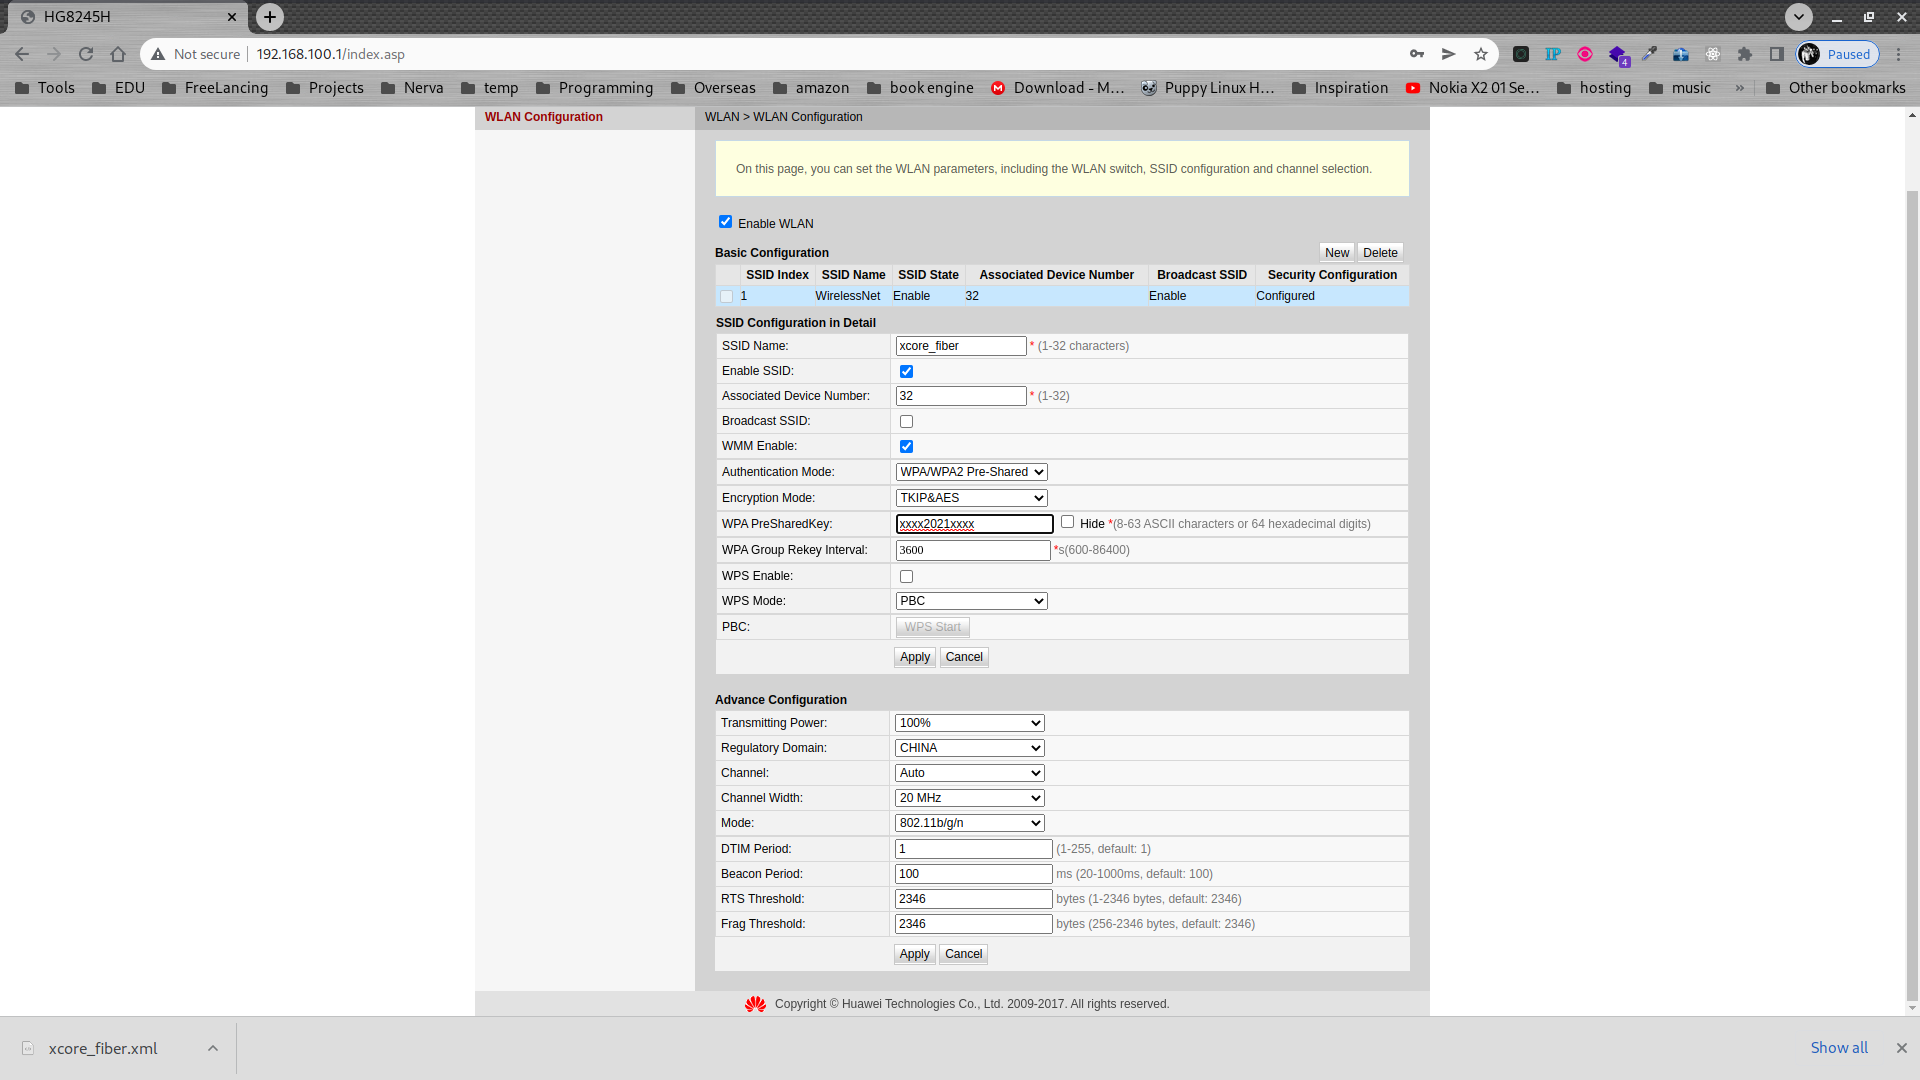 HG8245H
Not secure
192.168.100.1/index.asp
4
Paused
Tools EDU FreeLancing Projects Nerva temp Programming Overseas amazon book engine Download - M… Puppy Linux H… Inspiration Nokia X2 01 Se… hosting music » Other bookmarks
WLAN Configuration
WLAN > WLAN Configuration
On this page, you can set the WLAN parameters, including the WLAN switch, SSID configuration and channel selection.
Enable WLAN
Basic Configuration
New Delete
SSID Index SSID Name SSID State Associated Device Number Broadcast SSID Security Configuration
1 WirelessNet Enable 32 Enable Configured
SSID Configuration in Detail
SSID Name: xcore_fiber * (1-32 characters)
Enable SSID:
Associated Device Number: 32 * (1-32)
Broadcast SSID:
WMM Enable:
Authentication Mode: WPA/WPA2 Pre-Shared
Encryption Mode: TKIP&AES
WPA PreSharedKey: xxxx2021xxxx Hide *(8-63 ASCII characters or 64 hexadecimal digits)
WPA Group Rekey Interval: 3600 *s(600-86400)
WPS Enable:
WPS Mode: PBC
PBC: WPS Start
Apply Cancel
Advance Configuration
Transmitting Power: 100%
Regulatory Domain: CHINA
Channel: Auto
Channel Width: 20 MHz
Mode: 802.11b/g/n
DTIM Period: 1 (1-255, default: 1)
Beacon Period: 100 ms (20-1000ms, default: 100)
RTS Threshold: 2346 bytes (1-2346 bytes, default: 2346)
Frag Threshold: 2346 bytes (256-2346 bytes, default: 2346)
Apply Cancel
Copyright © Huawei Technologies Co., Ltd. 2009-2017. All rights reserved.
xcore_fiber.xml
Show all